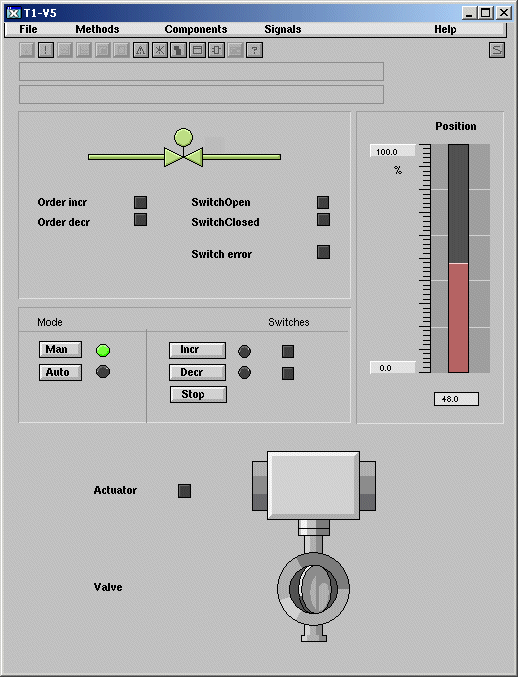 T1-V5
File Methods Components Signals Help
Position
100.0
%
Order incr SwitchOpen
Order decr SwitchClosed
Switch error
Mode Switches
Man Incr
Auto Decr
Stop
0.0
48.0
Actuator
Valve